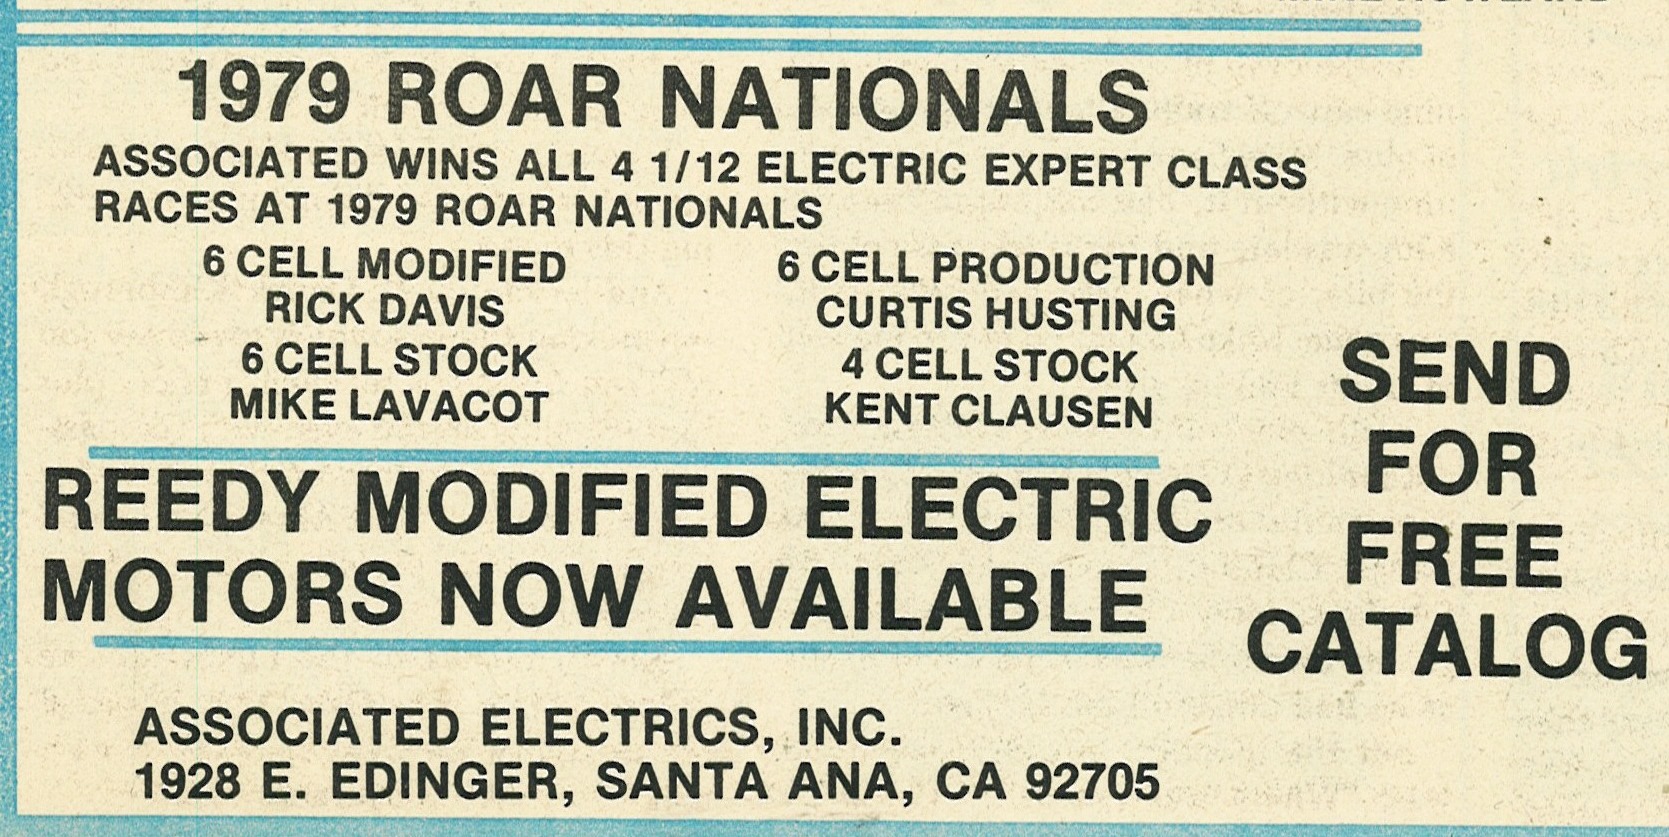 1979 ROAR NATIONALS
ASSOCIATED WINS ALL 4 1/12 ELECTRIC EXPERT CLASS
RACES AT 1979 ROAR NATIONALS
6 CELL MODIFIED
RICK DAVIS
6 CELL STOCK
MIKE LAVACOT
6 CELL PRODUCTION
CURTIS HUSTING
4 CELL STOCK
KENT CLAUSEN
REEDY MODIFIED ELECTRIC
MOTORS NOW AVAILABLE
SEND
FOR
FREE
CATALOG
ASSOCIATED ELECTRICS, INC.
1928 E. EDINGER, SANTA ANA, CA 92705